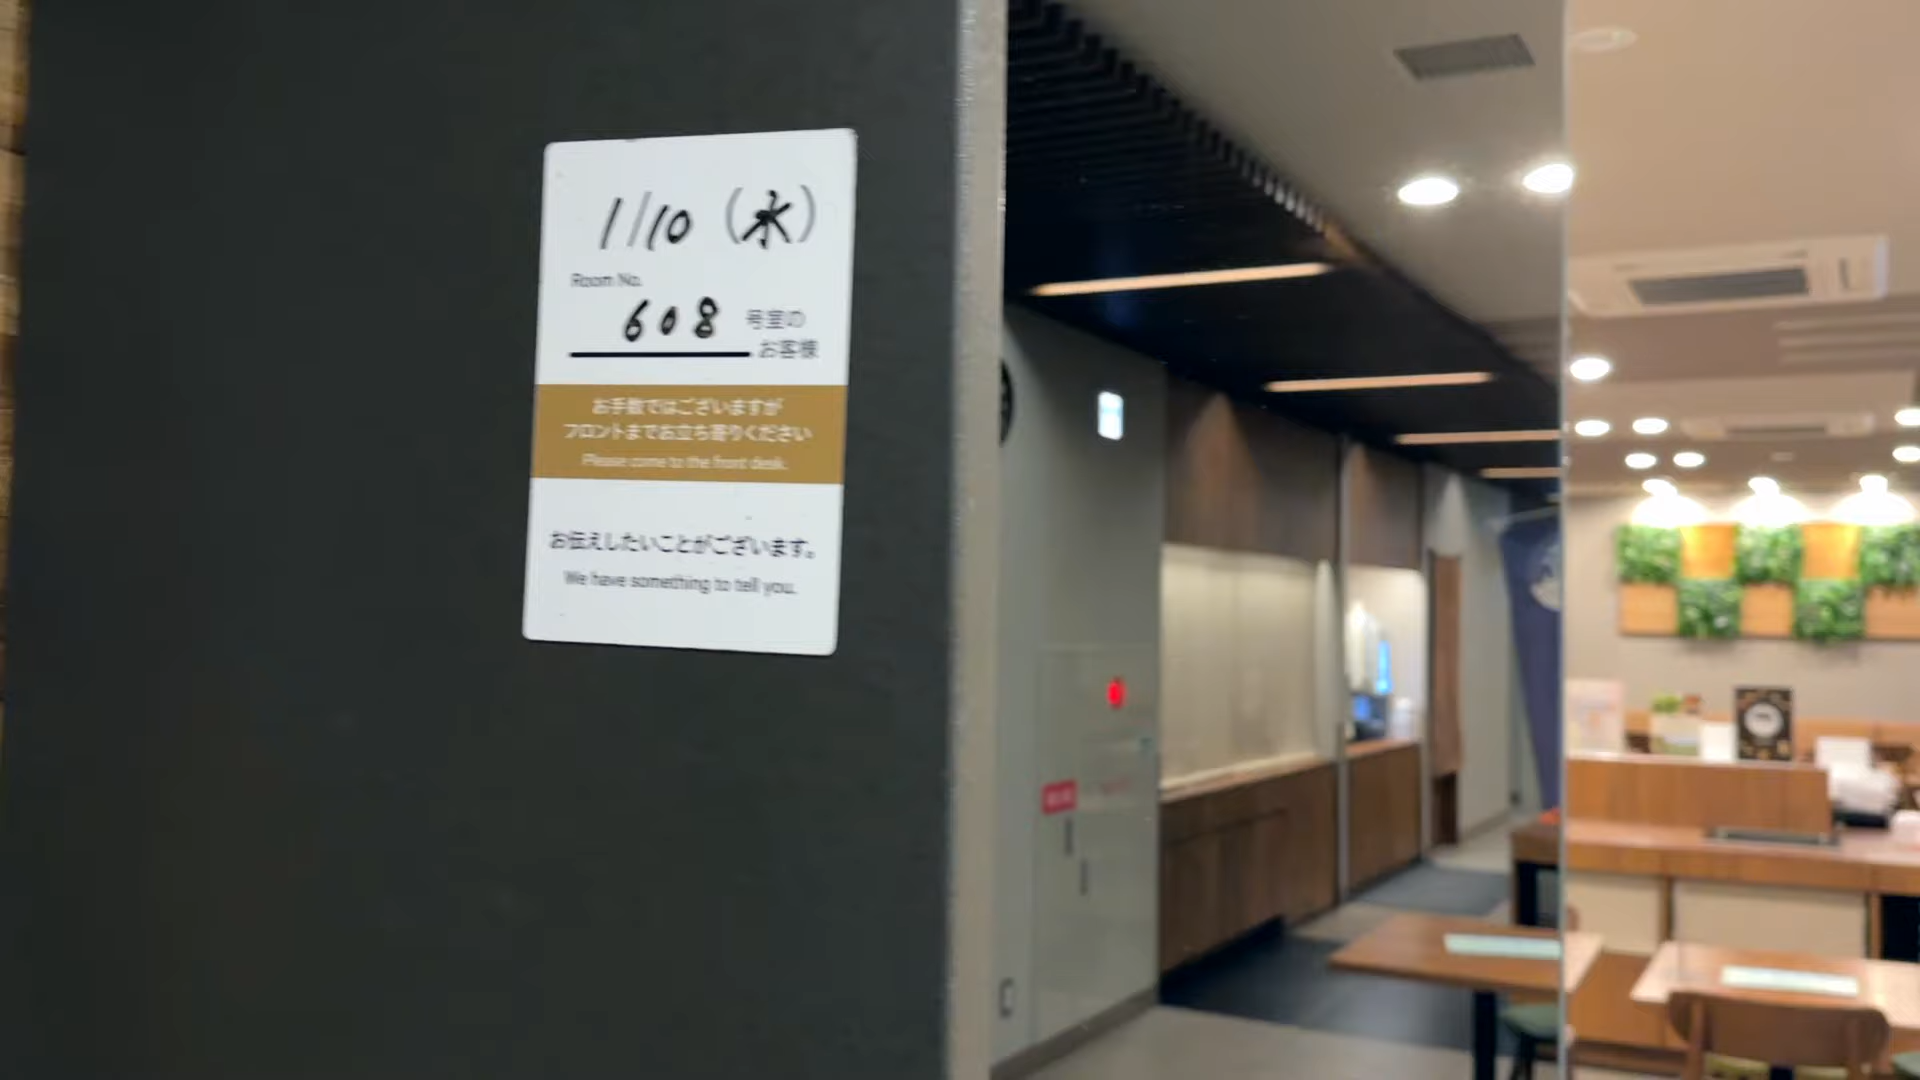 1/10 (水)
Room No.
608 号室の
お客様
お手数ではございますが
フロントまでお立ち寄りください
Please come to the front desk.
お伝えしたいことがございます。
We have something to tell you.